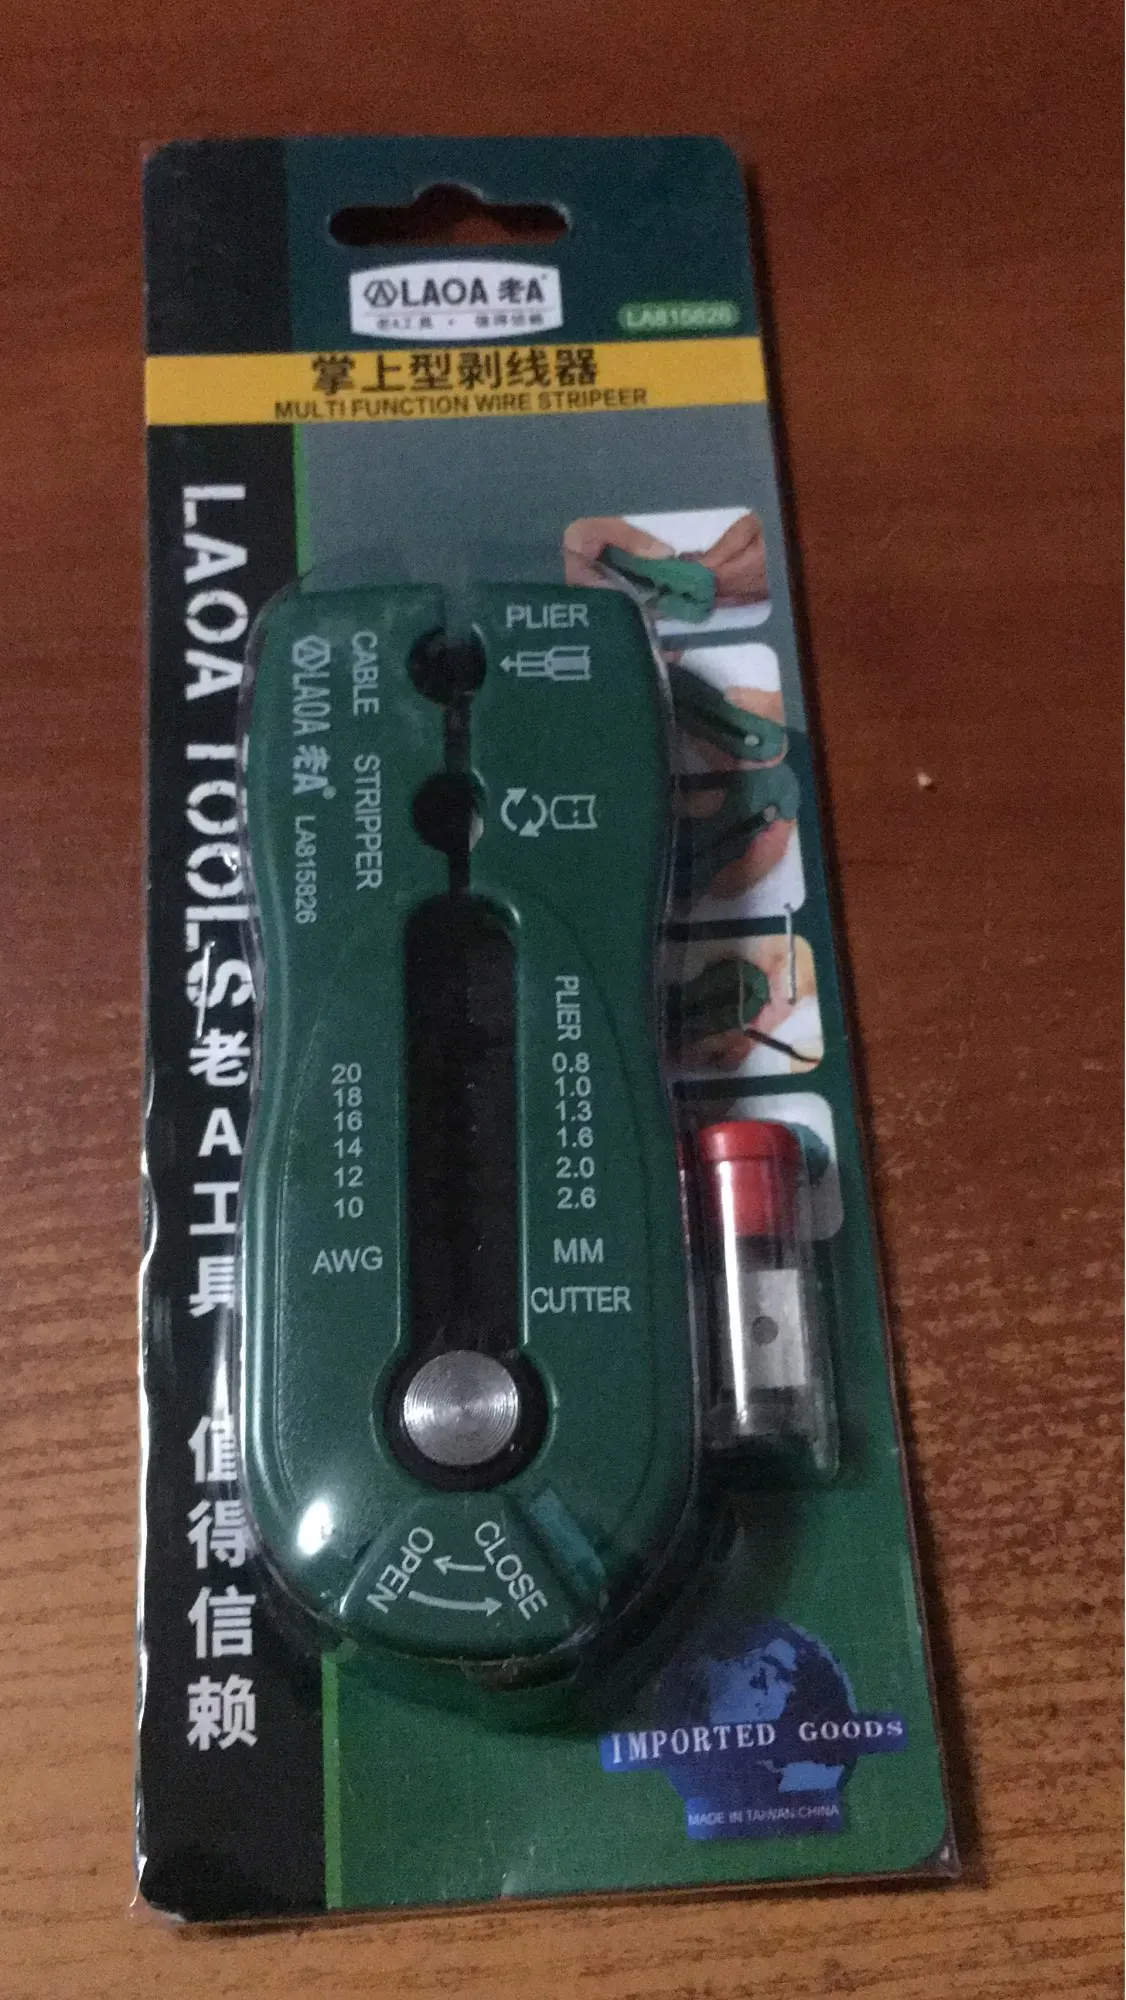 LAOA 老A®
老A工具 · 值得信赖
LA815826
掌上型剥线器
MULTI FUNCTION WIRE STRIPEER
LAOA TOOLS 老A工具 值得信赖
PLIER
CABLE STRIPPER
LAOA 老A® LA815826
PLIER
20 0.8
18 1.0
16 1.3
14 1.6
12 2.0
10 2.6
AWG MM
CUTTER
OPEN CLOSE
IMPORTED GOODS
MADE IN TAIWAN CHINA